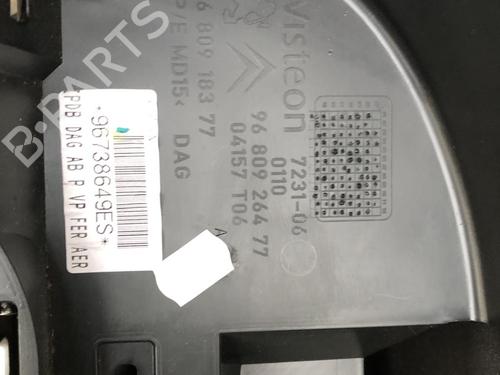 Visteon 7231-06
0110
96 809 264 77
04157 T06
A
6 809 183 77
P/E MD15< DAG
*96738649ES*
PDB DAG AB P VP FER AER
B-PARTS